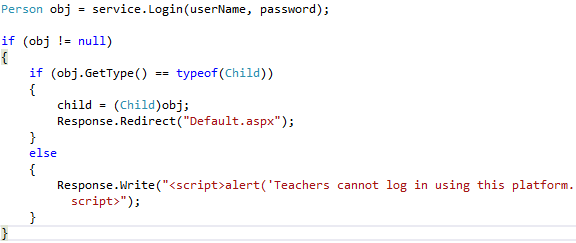 Person obj = service.Login(userName, password);
if (obj != null)
{
if (obj.GetType() == typeof(Child))
{
child = (Child)obj;
Response.Redirect("Default.aspx");
}
else
{
Response.Write("<script>alert('Teachers cannot log in using this platform.
script>");
}
}